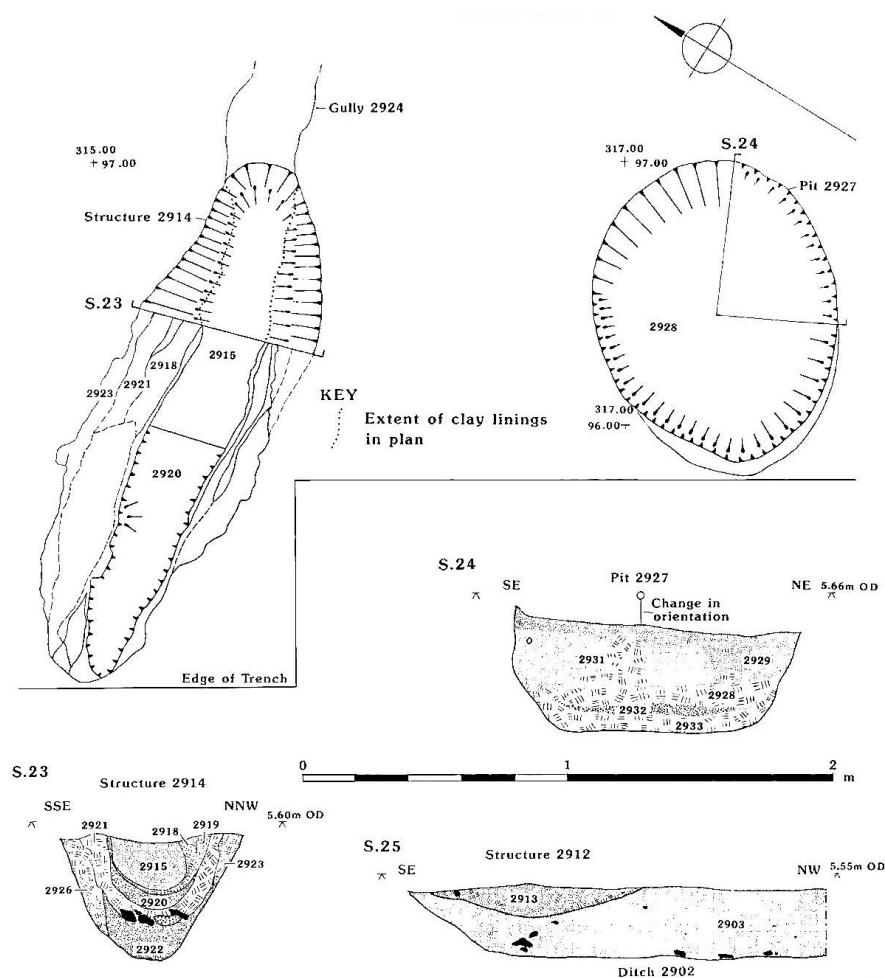 Gully 2924
315.00
+ 97.00
Structure 2914
S.23
2923
2921
2918
2915
2920
KEY
Extent of clay linings
in plan
317.00
+ 97.00
S.24
Pit 2927
2928
317.00
96.00
Edge of Trench
S.24
SE
Pit 2927
NE
5.66m OD
Change in
orientation
2931
2929
2928
2932
2933
S.23
Structure 2914
SSE
NNW
5.60m OD
2921
2918
2919
2915
2923
2926
2920
2922
0
1
2
m
S.25
SE
Structure 2912
NW
5.55m OD
2913
2903
Ditch 2902